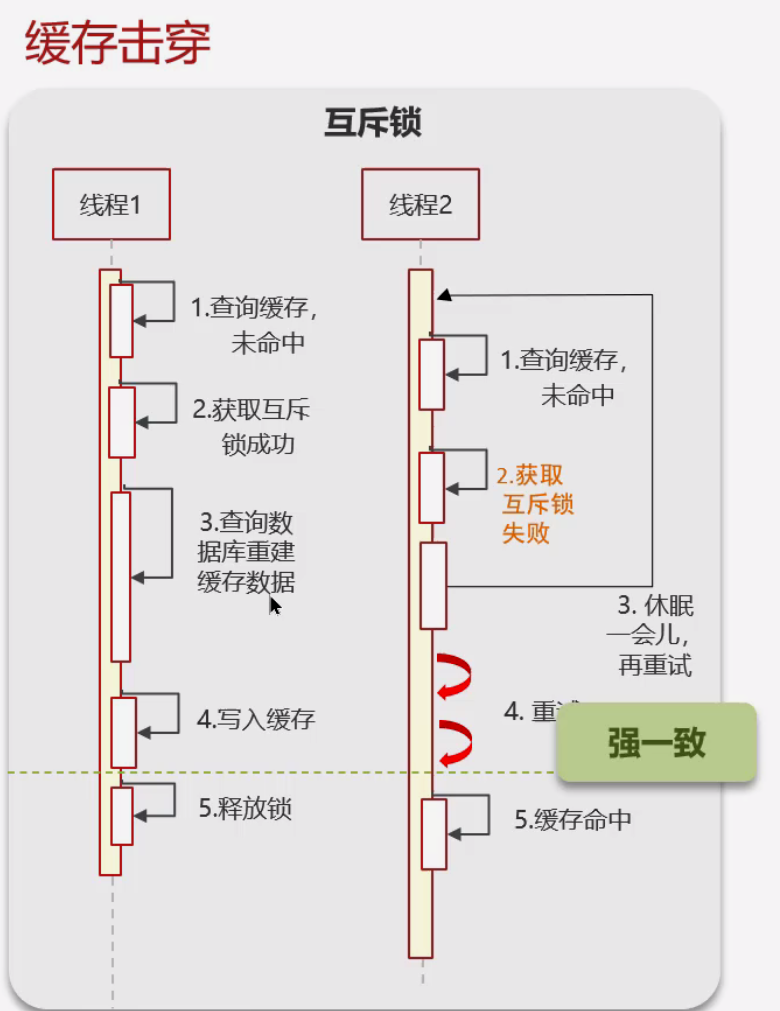 缓存击穿
互斥锁
线程1
线程2
1.查询缓存，
未命中
2.获取互斥
锁成功
3.查询数
据库重建
缓存数据
4.写入缓存
5.释放锁
1.查询缓存，
未命中
2.获取
互斥锁
失败
3. 休眠
一会儿，
再重试
4. 重
强一致
5.缓存命中